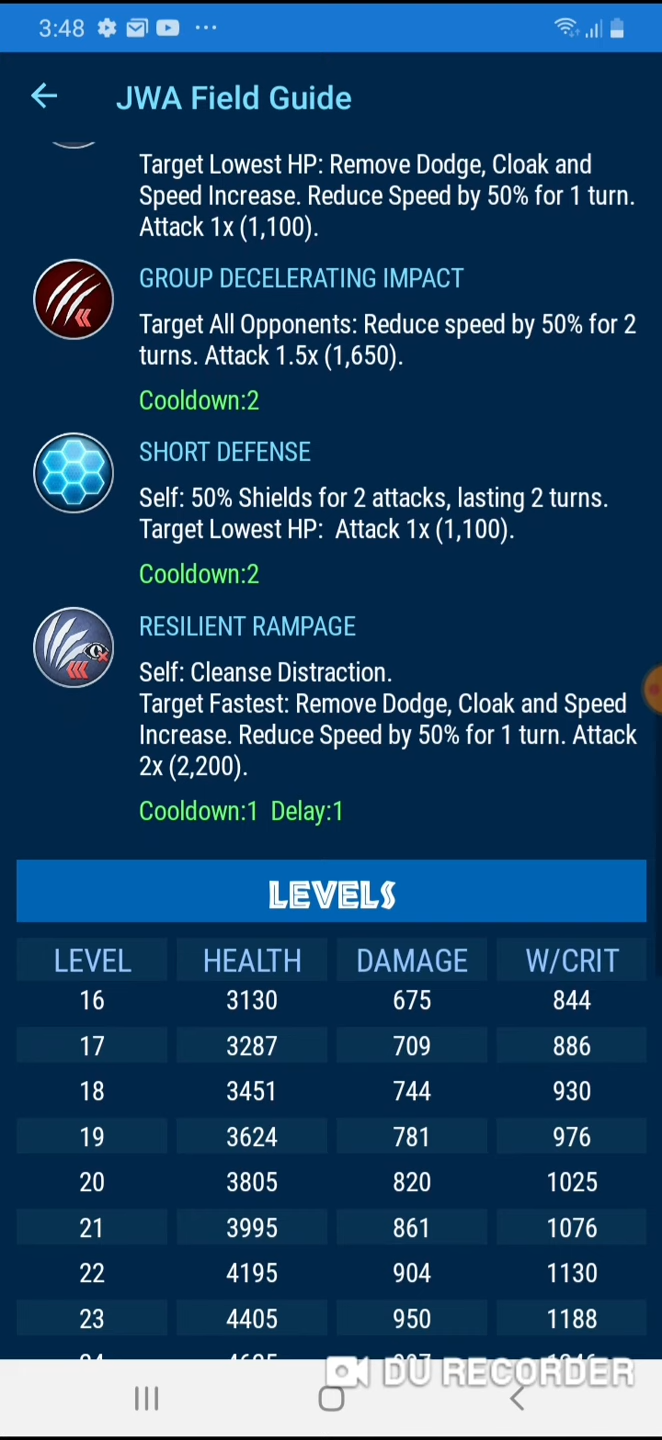 3:48
JWA Field Guide
Target Lowest HP: Remove Dodge, Cloak and
Speed Increase. Reduce Speed by 50% for 1 turn.
Attack 1x (1,100).
GROUP DECELERATING IMPACT
Target All Opponents: Reduce speed by 50% for 2
turns. Attack 1.5x (1,650).
Cooldown:2
SHORT DEFENSE
Self: 50% Shields for 2 attacks, lasting 2 turns.
Target Lowest HP: Attack 1x (1,100).
Cooldown:2
RESILIENT RAMPAGE
Self: Cleanse Distraction.
Target Fastest: Remove Dodge, Cloak and Speed
Increase. Reduce Speed by 50% for 1 turn. Attack
2x (2,200).
Cooldown:1 Delay:1
LEVELS
LEVEL HEALTH DAMAGE W/CRIT
16 3130 675 844
17 3287 709 886
18 3451 744 930
19 3624 781 976
20 3805 820 1025
21 3995 861 1076
22 4195 904 1130
23 4405 950 1188
DU RECORDER